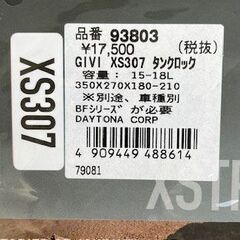 品番 93803
¥17,500 (税抜)
GIVI XS307 タンクロック
容量: 15-18L
350X270X180-210
※別途、車種別
BFシリーズ が必要
DAYTONA CORP
4 909449 488614
79081
XS307
XSTR